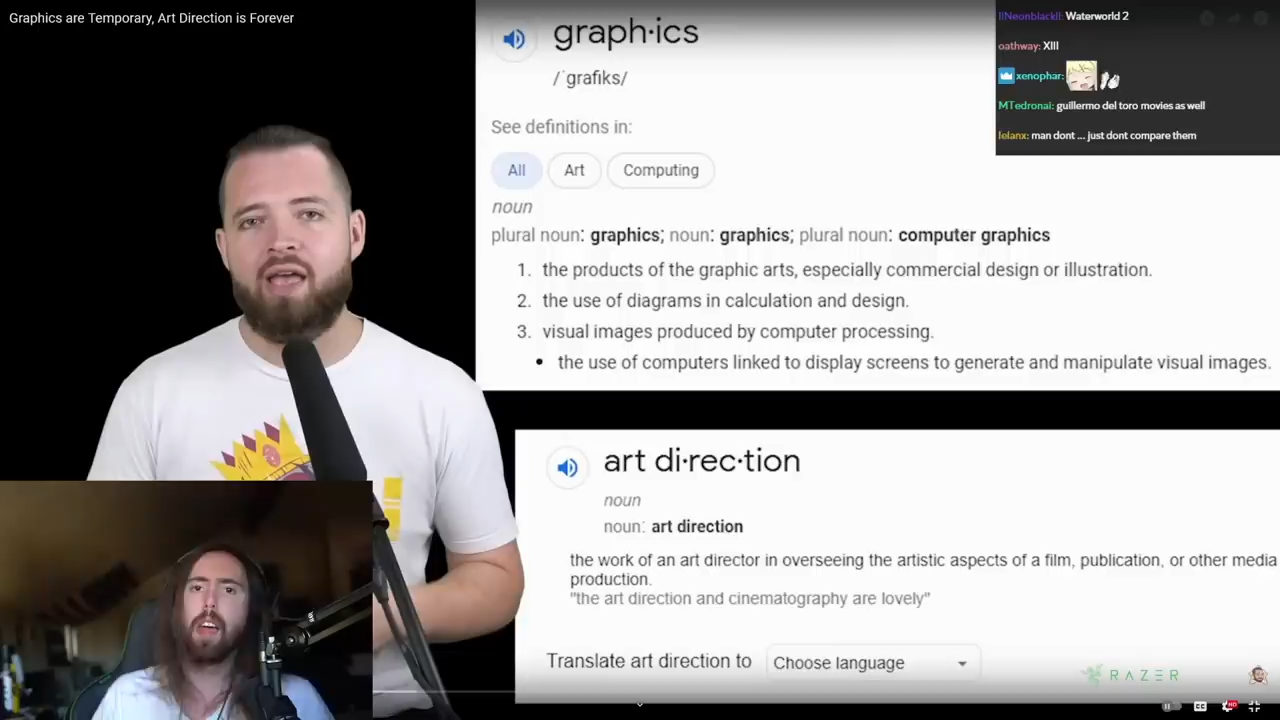 Graphics are Temporary, Art Direction is Forever
graph·ics
/ˈɡrafiks/
See definitions in:
All
Art
Computing
noun
plural noun: graphics; noun: graphics; plural noun: computer graphics
1. the products of the graphic arts, especially commercial design or illustration.
2. the use of diagrams in calculation and design.
3. visual images produced by computer processing.
• the use of computers linked to display screens to generate and manipulate visual images.
art di·rec·tion
noun
noun: art direction
the work of an art director in overseeing the artistic aspects of a film, publication, or other media
production.
"the art direction and cinematography are lovely"
Translate art direction to
Choose language
RAZER
CC
HD
Waterworld 2
oathway: XIII
xenophar:
MTedronai: guillermo del toro movies as well
man dont ... just dont compare them